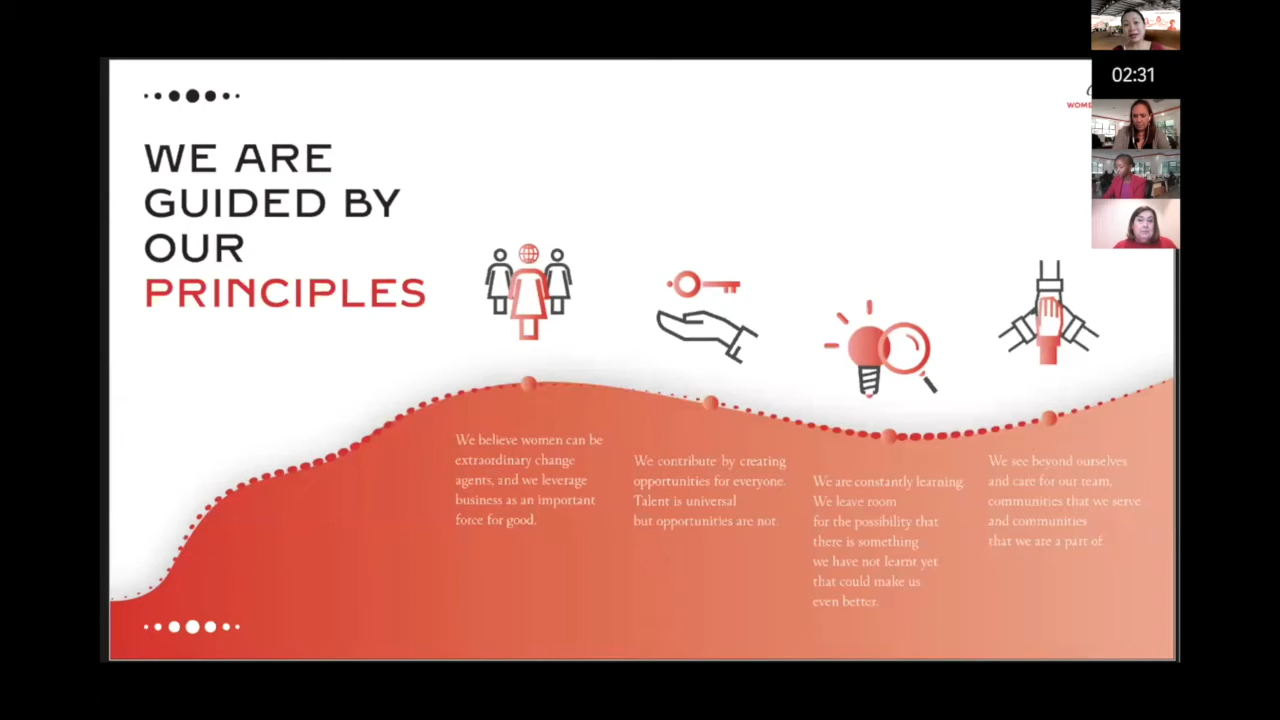 02:31
WE ARE
GUIDED BY
OUR
PRINCIPLES
We believe women can be
extraordinary change
agents, and we leverage
business as an important
force for good.
We contribute by creating
opportunities for everyone.
Talent is universal
but opportunities are not.
We are constantly learning
We leave room
for the possibility that
there is something
we have not learnt yet
that could make us
even better.
We see beyond ourselves
and care for our team,
communities that we serve
and communities
that we are a part of.